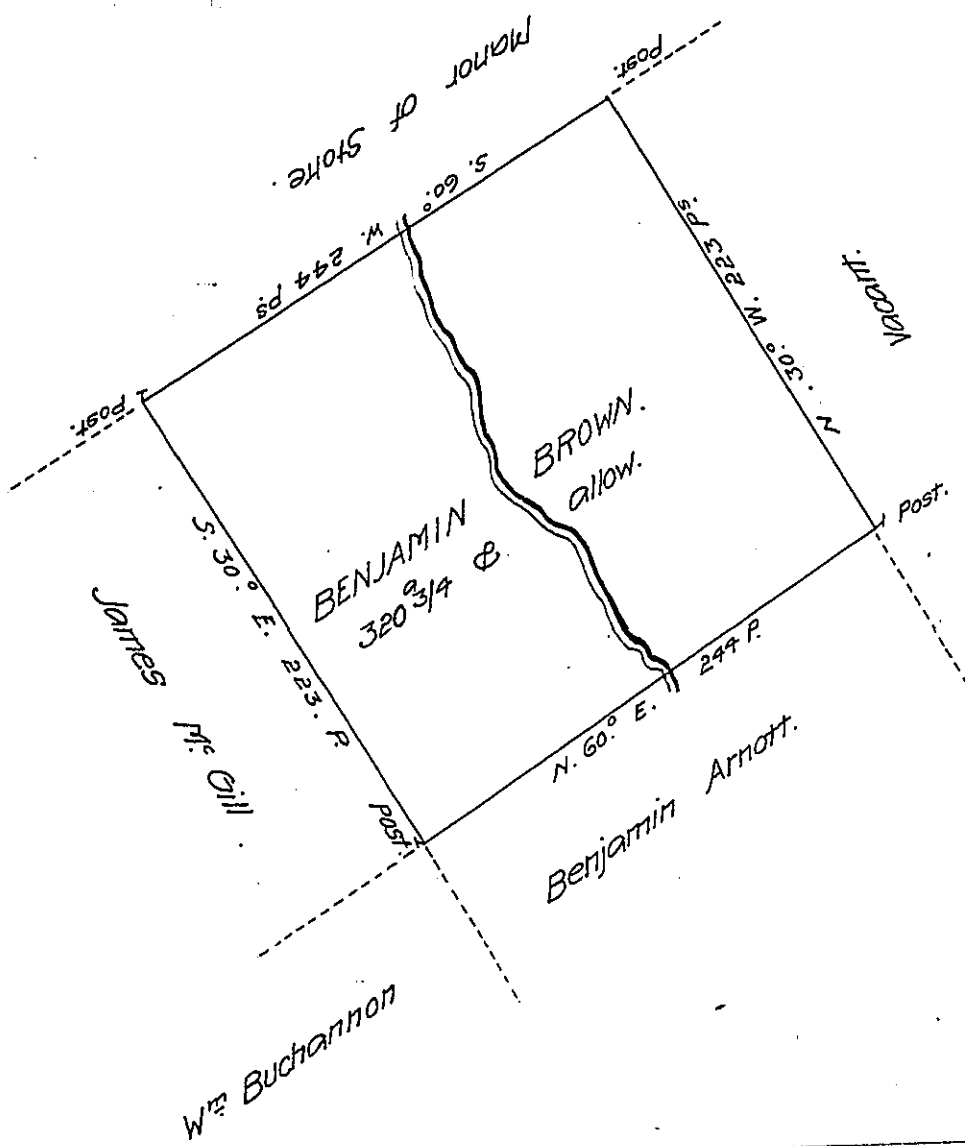 Manor of Stoke.
Post.
S. 60.° W. 244 ps
Post.
N. 30.° W. 223 ps.
Vacant.
BENJAMIN BROWN.
320 a 3/4 & allow.
S. 30.° E. 223. P.
James Mc Gill
Post.
N. 60.° E. 244 P.
Post.
Benjamin Arnott.
Wm Buchannon